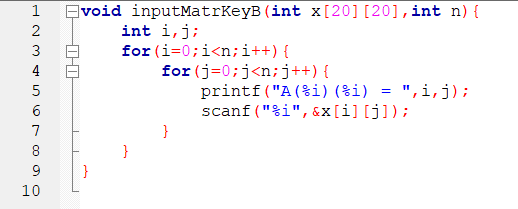 1 void inputMatrKeyB(int x[20][20],int n){
2     int i,j;
3     for(i=0;i<n;i++){
4         for(j=0;j<n;j++){
5             printf("A(%i)(%i) = ",i,j);
6             scanf("%i",&x[i][j]);
7         }
8     }
9 }
10